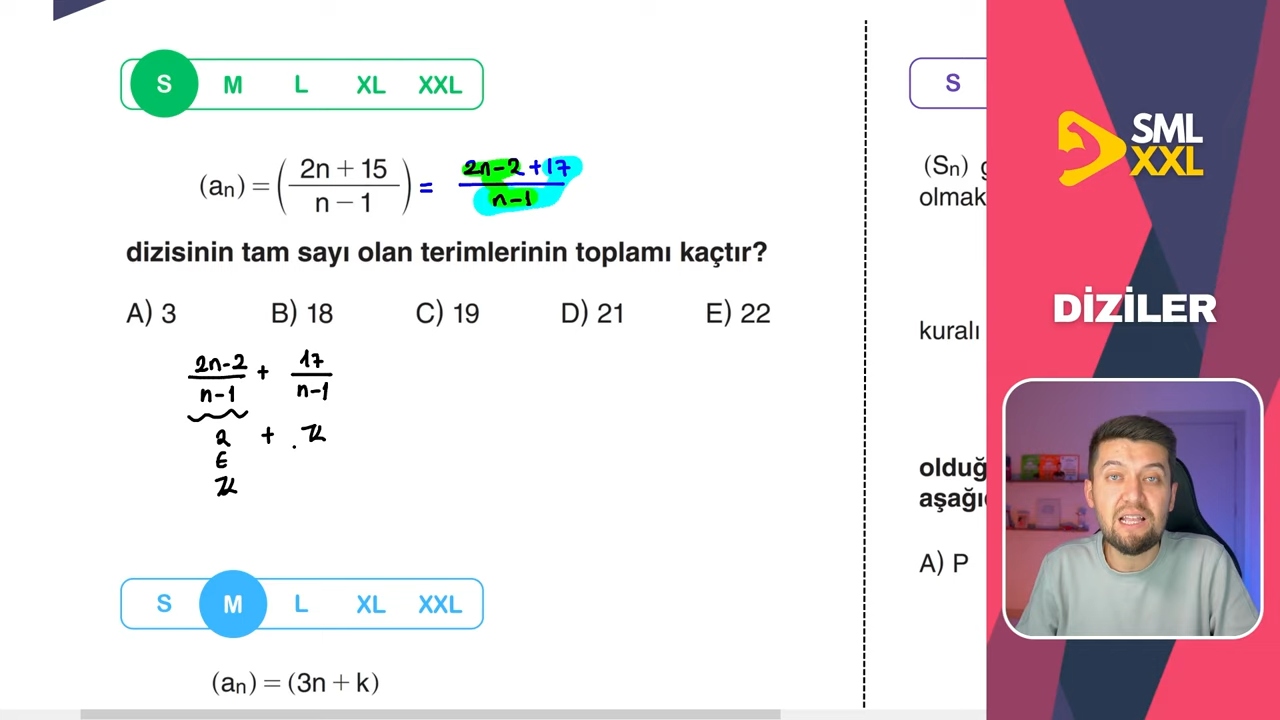 S M L XL XXL
(an) = ( 2n + 15 / n − 1 ) = 2n-2 +17 / n-1
dizisinin tam sayı olan terimlerinin toplamı kaçtır?
A) 3 B) 18 C) 19 D) 21 E) 22
2n-2 / n-1 + 17 / n-1
2 + . Z
∈
Z
S M L XL XXL
(an) = (3n + k)
S
(Sn) g
olmak
kuralı
olduğ
aşağı
A) P
SML
XXL
DİZİLER